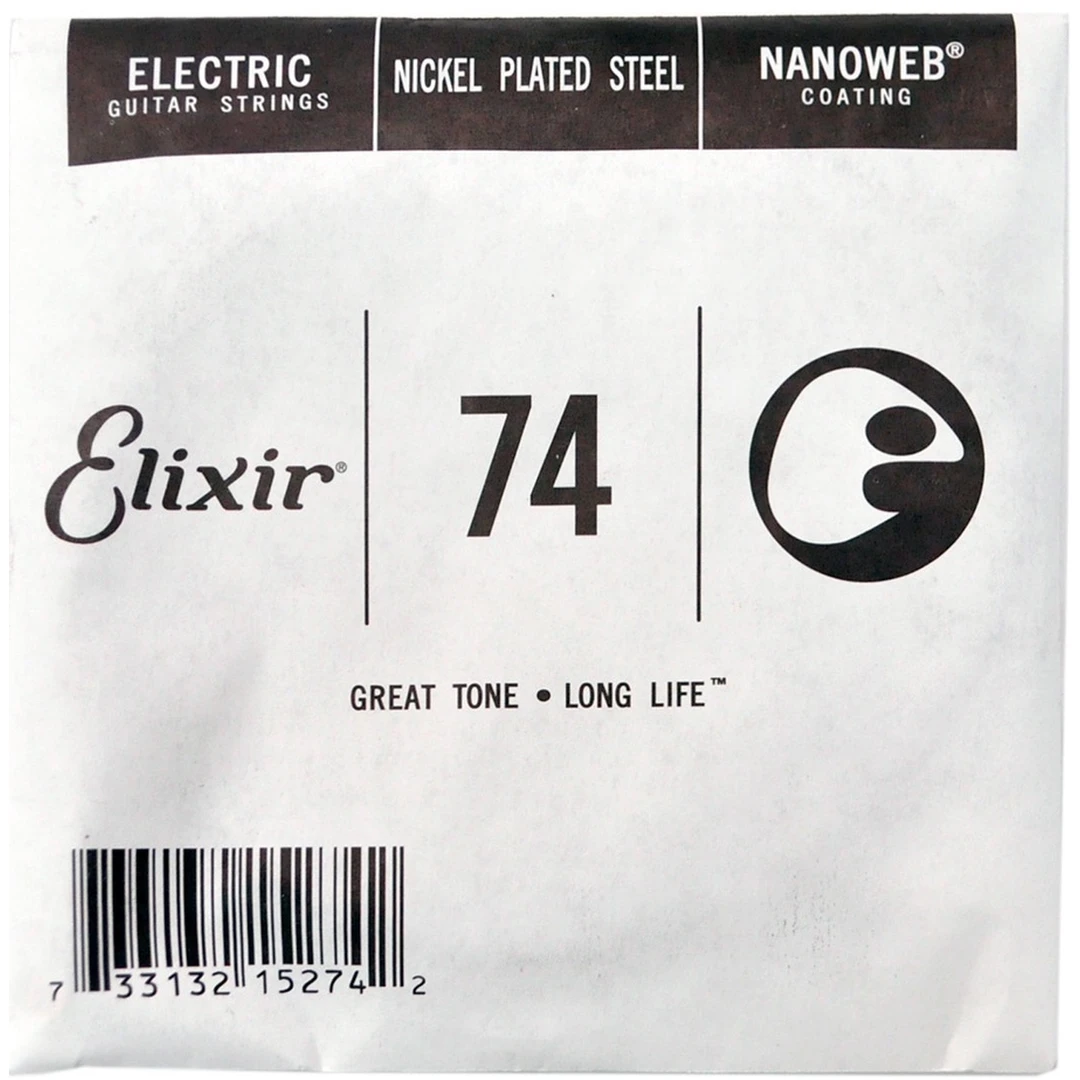 ELECTRIC
GUITAR STRINGS
NICKEL PLATED STEEL
NANOWEB®
COATING
Elixir®
74
GREAT TONE • LONG LIFE™
7 33132 15274 2